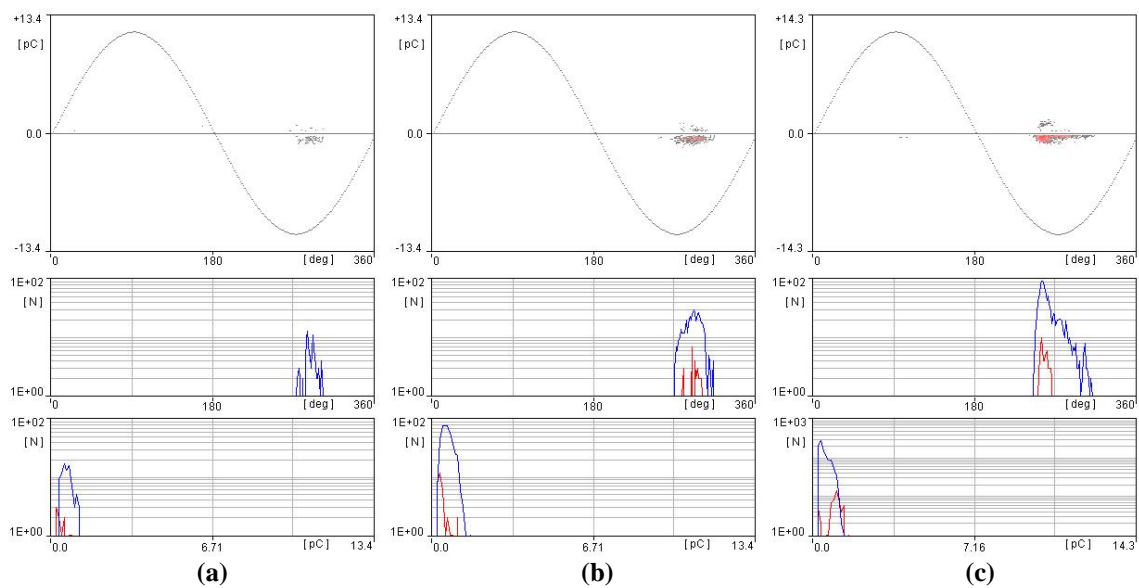 +13.4 +13.4 +14.3
[pC] [pC] [pC]
0.0 0.0 0.0
-13.4 -13.4 -14.3
0 180 [deg] 360 0 180 [deg] 360 0 180 [deg] 360
1E+02 1E+02 1E+02
[N] [N] [N]
1E+00 1E+00 1E+00
0 180 [deg] 360 0 180 [deg] 360 0 180 [deg] 360
1E+02 1E+02 1E+03
[N] [N] [N]
1E+00 1E+00 1E+00
0.0 6.71 [pC] 13.4 0.0 6.71 [pC] 13.4 0.0 7.16 [pC] 14.3
(a) (b) (c)